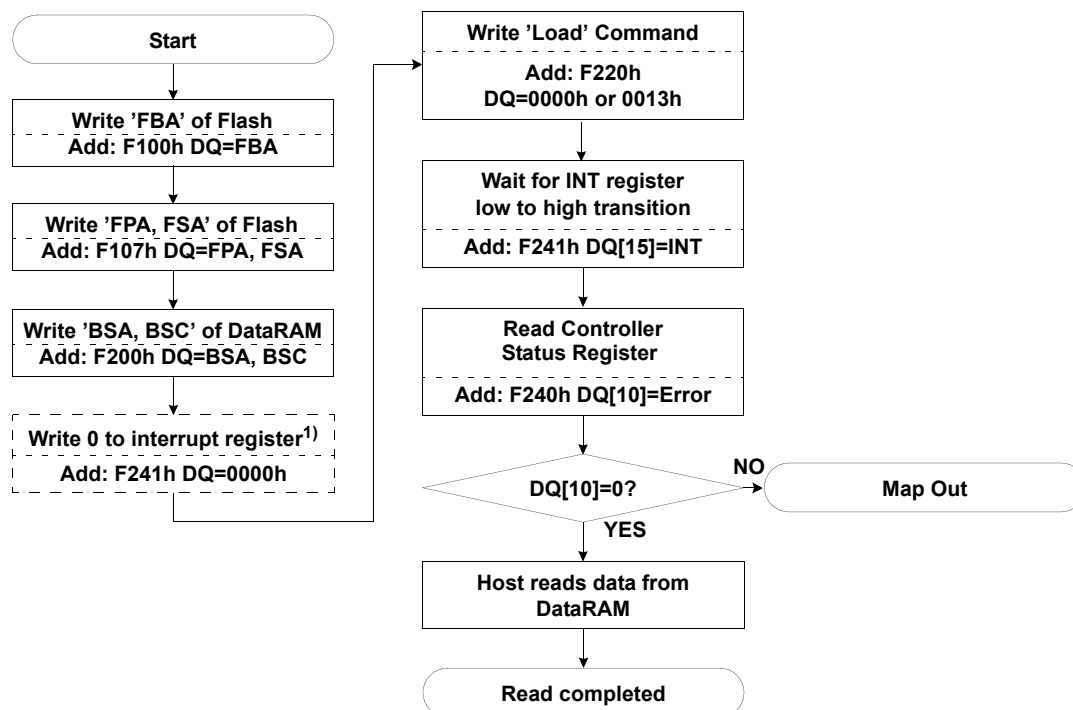 Start
Write 'FBA' of Flash
Add: F100h DQ=FBA
Write 'FPA, FSA' of Flash
Add: F107h DQ=FPA, FSA
Write 'BSA, BSC' of DataRAM
Add: F200h DQ=BSA, BSC
Write 0 to interrupt register1)
Add: F241h DQ=0000h
Write 'Load' Command
Add: F220h
DQ=0000h or 0013h
Wait for INT register
low to high transition
Add: F241h DQ[15]=INT
Read Controller
Status Register
Add: F240h DQ[10]=Error
DQ[10]=0?
NO
Map Out
YES
Host reads data from
DataRAM
Read completed